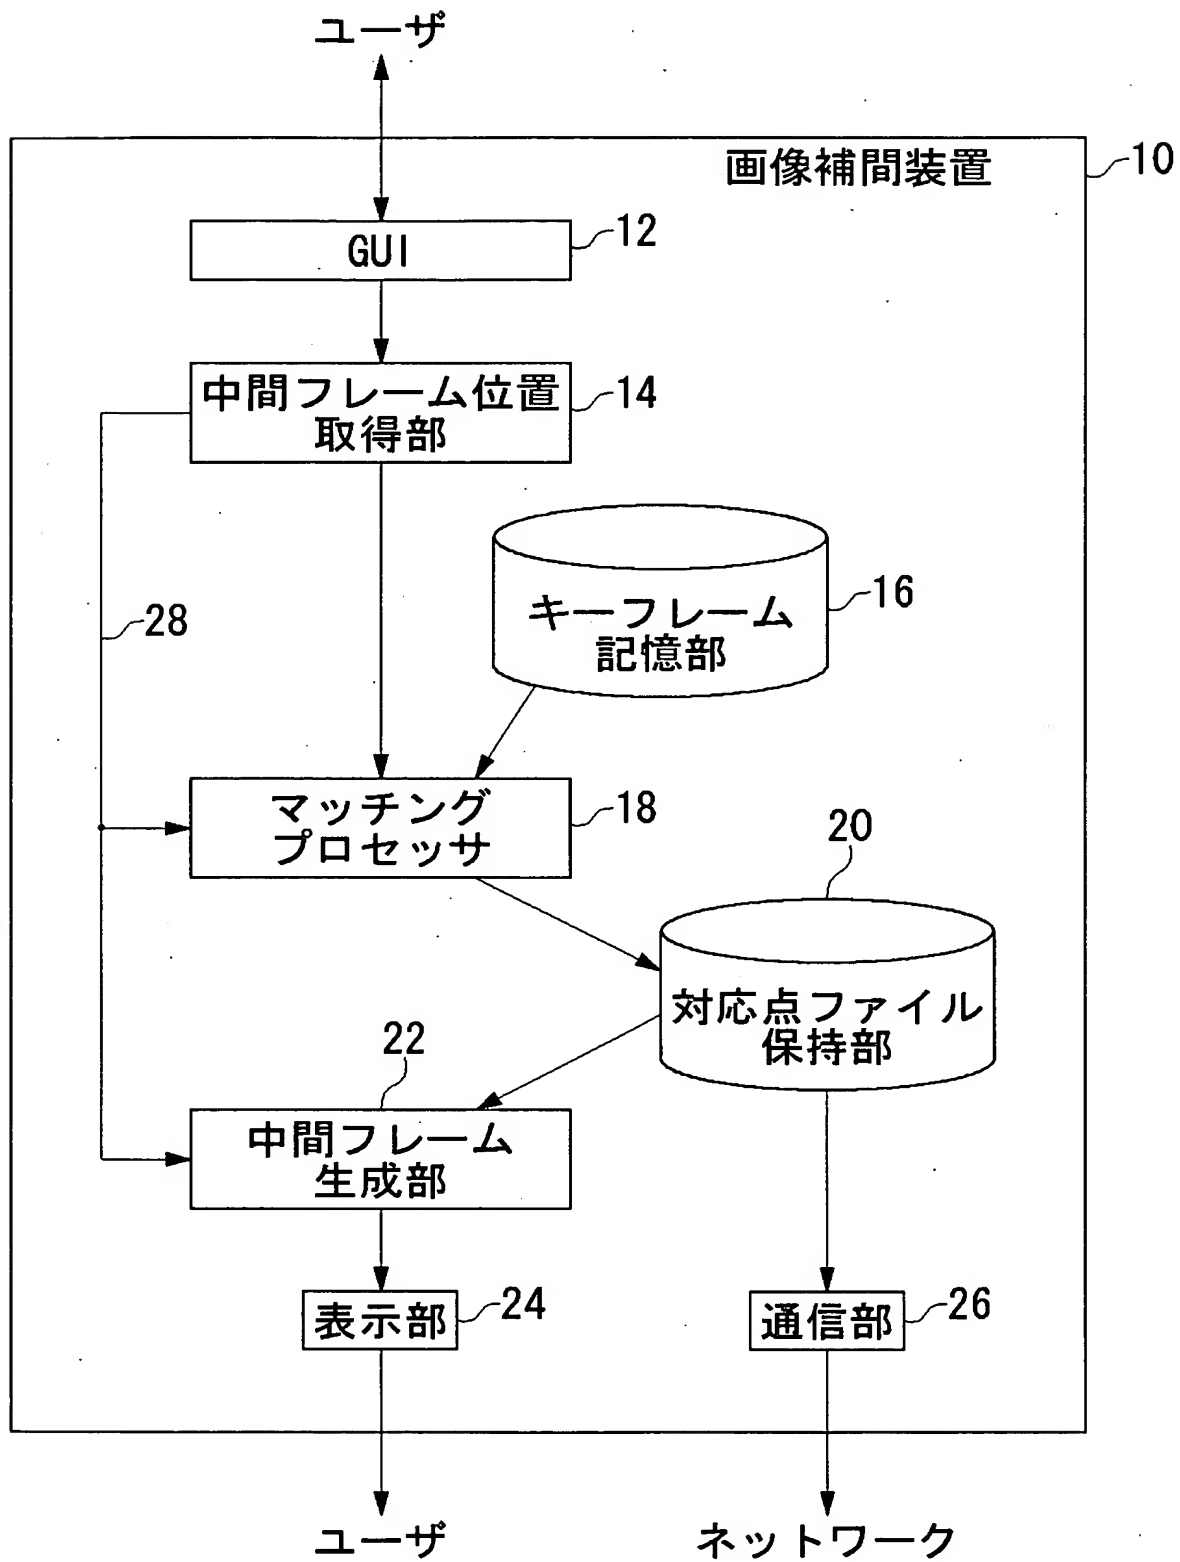 ユーザ
画像補間装置
10
GUI
12
中間フレーム位置
取得部
14
キーフレーム
記憶部
16
28
マッチング
プロセッサ
18
20
対応点ファイル
保持部
22
中間フレーム
生成部
表示部
24
通信部
26
ユーザ
ネットワーク